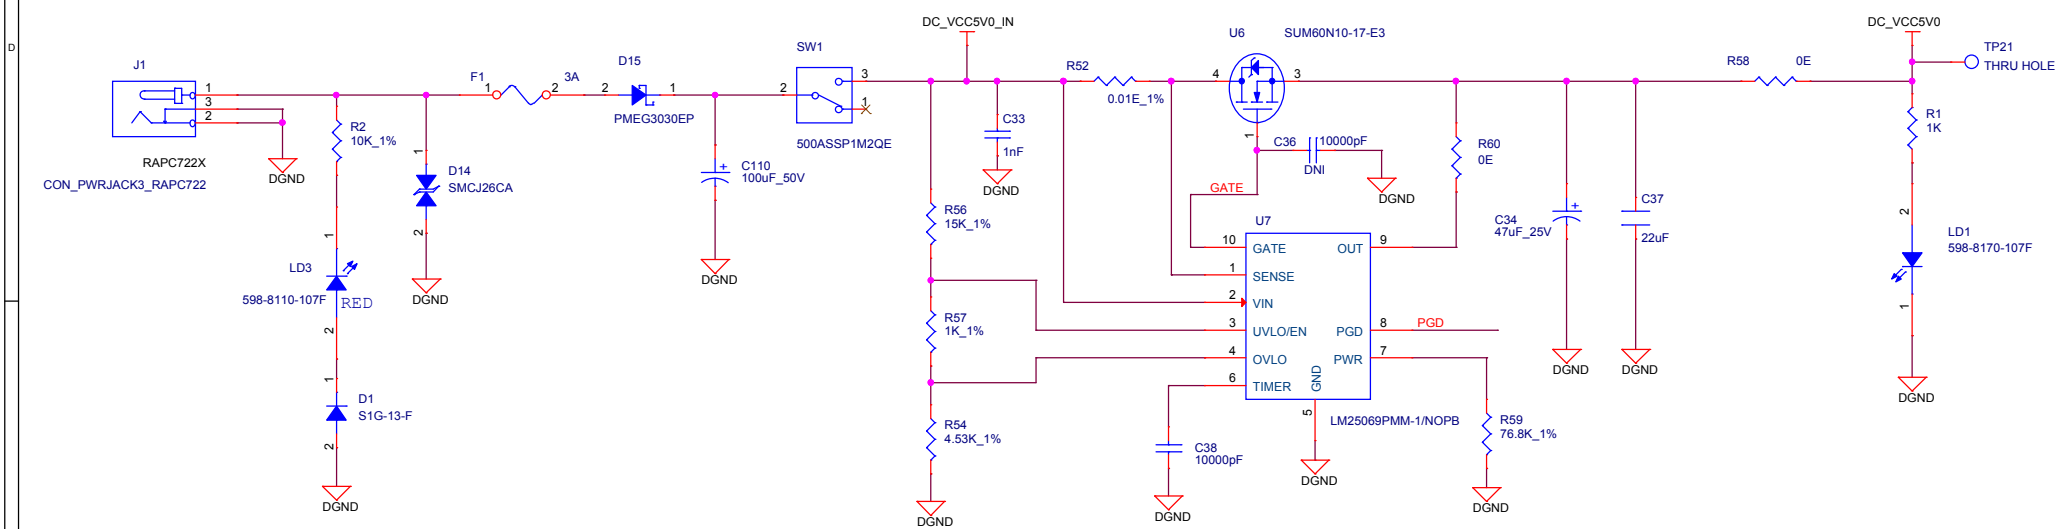 D
J1
1
3
2
RAPC722X
CON_PWRJACK3_RAPC722
DGND
R2
10K_1%
1
LD3
598-8110-107F
RED
2
1
D1
S1G-13-F
2
DGND
1
D14
SMCJ26CA
2
DGND
F1
3A
1
2
D15
2
1
PMEG3030EP
C110
100uF_50V
+
DGND
SW1
2
3
1
500ASSP1M2QE
DC_VCC5V0_IN
C33
1nF
DGND
R52
0.01E_1%
R56
15K_1%
R57
1K_1%
R54
4.53K_1%
DGND
U6
SUM60N10-17-E3
4
3
1
C36
10000pF
DNI
DGND
GATE
R60
0E
U7
10
GATE
OUT
9
1
SENSE
2
VIN
3
UVLO/EN
PGD
8
PGD
4
OVLO
PWR
7
6
TIMER
GND
5
LM25069PMM-1/NOPB
DGND
C38
10000pF
DGND
R59
76.8K_1%
DGND
C34
47uF_25V
+
DGND
C37
22uF
DGND
R58
0E
DC_VCC5V0
TP21
THRU HOLE
R1
1K
2
LD1
598-8170-107F
1
DGND